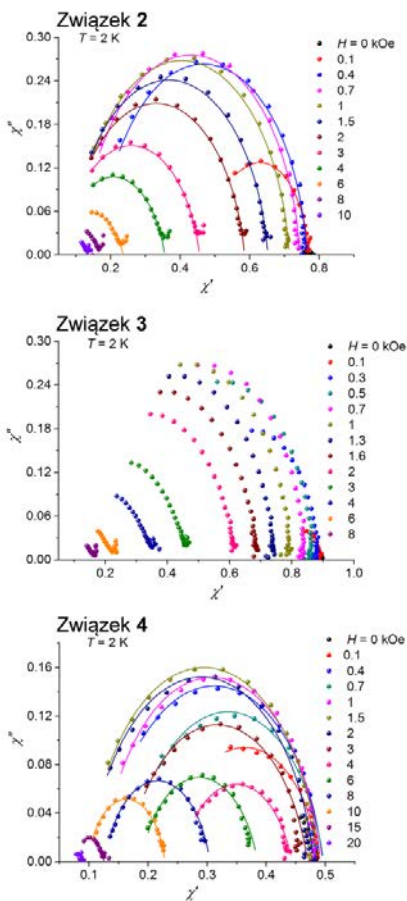 Związek 2
T = 2 K
H = 0 kOe
0.1
0.4
0.7
1
1.5
2
3
4
6
8
10
χ''
0.30
0.24
0.18
0.12
0.06
0.00
0.2 0.4 0.6 0.8
χ'
Związek 3
T = 2 K
H = 0 kOe
0.1
0.3
0.5
0.7
1
1.3
1.6
2
3
4
6
8
χ''
0.30
0.24
0.18
0.12
0.06
0.00
0.2 0.4 0.6 0.8 1.0
χ'
Związek 4
T = 2 K
H = 0 kOe
0.1
0.4
0.7
1
1.5
2
3
4
6
8
10
15
20
χ''
0.16
0.12
0.08
0.04
0.00
0.1 0.2 0.3 0.4 0.5
χ'